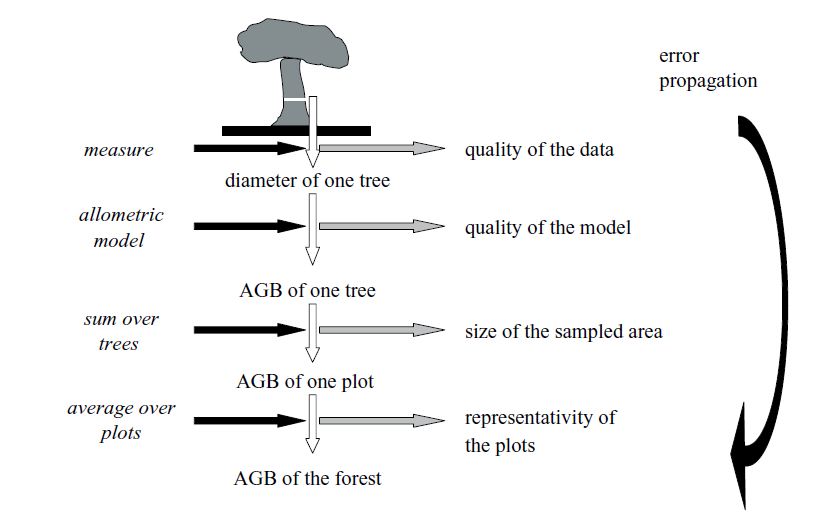 error
propagation
measure
quality of the data
diameter of one tree
allometric
model
quality of the model
AGB of one tree
sum over
trees
size of the sampled area
AGB of one plot
average over
plots
representativity of
the plots
AGB of the forest